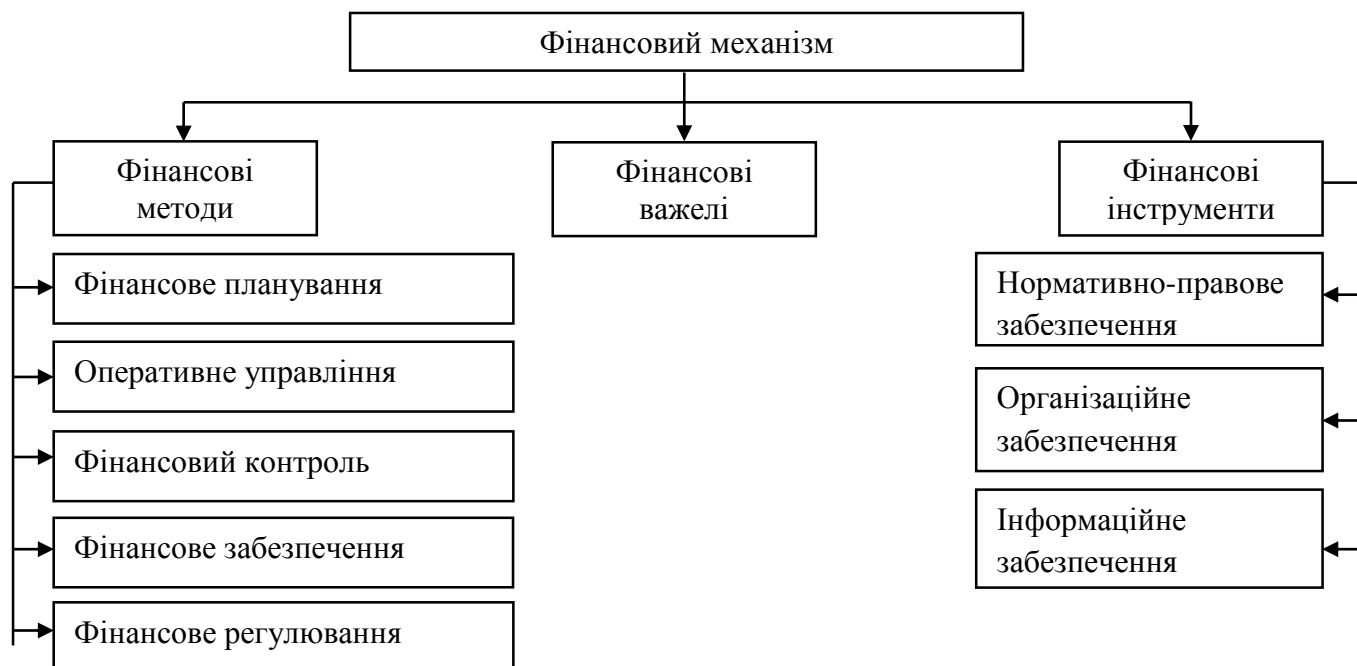 Фінансовий механізм
Фінансові
методи
Фінансові
важелі
Фінансові
інструменти
Фінансове планування
Оперативне управління
Фінансовий контроль
Фінансове забезпечення
Фінансове регулювання
Нормативно-правове
забезпечення
Організаційне
забезпечення
Інформаційне
забезпечення